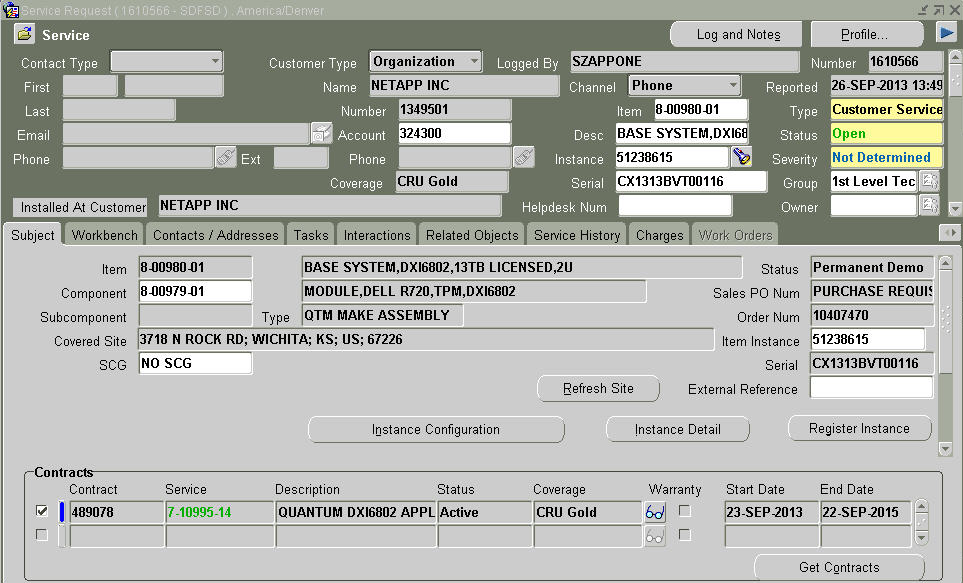 Service Request ( 1610566 - SDFSD ) , America/Denver
Service Log and Notes Profile...
Contact Type Customer Type Organization Logged By SZAPPONE Number 1610566
First Name NETAPP INC Channel Phone Reported 26-SEP-2013 13:49
Last Number 1349501 Item 8-00980-01 Type Customer Service
Email Account 324300 Desc BASE SYSTEM,DXI68 Status Open
Phone Ext Phone Instance 51238615 Severity Not Determined
Coverage CRU Gold Serial CX1313BVT00116 Group 1st Level Tec
Installed At Customer NETAPP INC Helpdesk Num Owner
Subject Workbench Contacts / Addresses Tasks Interactions Related Objects Service History Charges Work Orders
Item 8-00980-01 BASE SYSTEM,DXI6802,13TB LICENSED,2U Status Permanent Demo
Component 8-00979-01 MODULE,DELL R720,TPM,DXI6802 Sales PO Num PURCHASE REQUIS
Subcomponent Type QTM MAKE ASSEMBLY Order Num 10407470
Covered Site 3718 N ROCK RD; WICHITA; KS; US; 67226 Item Instance 51238615
SCG NO SCG Serial CX1313BVT00116
Refresh Site External Reference
Instance Configuration Instance Detail Register Instance
Contracts
Contract Service Description Status Coverage Warranty Start Date End Date
489078 7-10995-14 QUANTUM DXI6802 APPL Active CRU Gold 23-SEP-2013 22-SEP-2015
Get Contracts